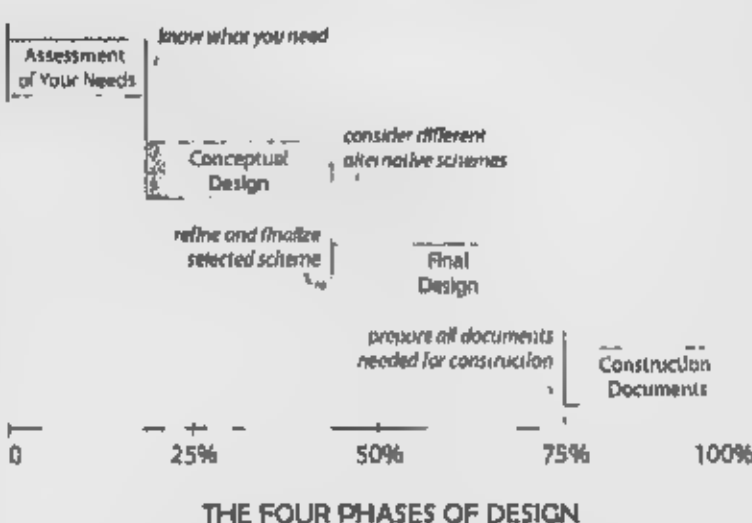 know what you need
Assessment
of Your Needs
consider different
alternative schemes
Conceptual
Design
refine and finalize
selected scheme
Final
Design
prepare all documents
needed for construction
Construction
Documents
0 25% 50% 75% 100%
THE FOUR PHASES OF DESIGN